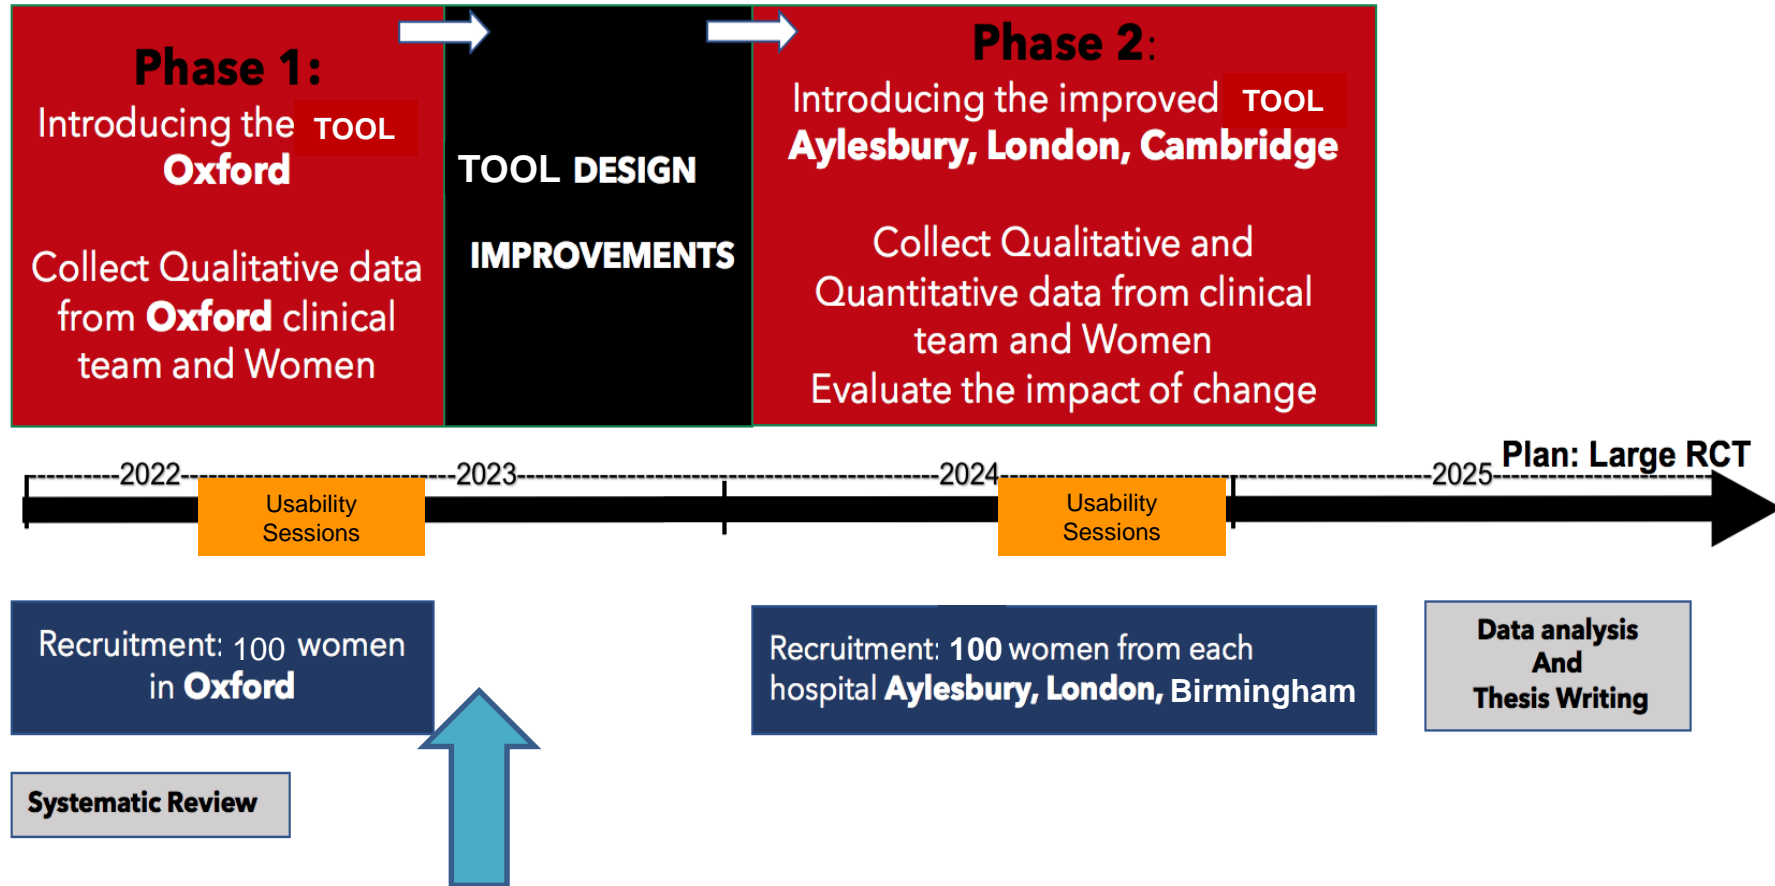 Phase 1:
Introducing the TOOL
Oxford
Collect Qualitative data
from Oxford clinical
team and Women
TOOL DESIGN
IMPROVEMENTS
Phase 2:
Introducing the improved TOOL
Aylesbury, London, Cambridge
Collect Qualitative and
Quantitative data from clinical
team and Women
Evaluate the impact of change
Plan: Large RCT
2022 2023 2024 2025
Usability
Sessions
Usability
Sessions
Recruitment: 100 women
in Oxford
Recruitment: 100 women from each
hospital Aylesbury, London, Birmingham
Data analysis
And
Thesis Writing
Systematic Review